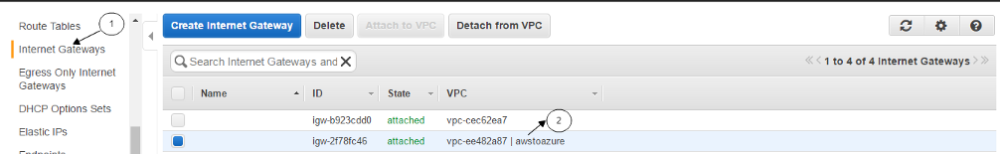 Route Tables
1
Internet Gateways
Egress Only Internet
Gateways
DHCP Options Sets
Elastic IPs
Endpoints
Create Internet Gateway Delete Attach to VPC Detach from VPC
Search Internet Gateways and
1 to 4 of 4 Internet Gateways
Name ID State VPC
igw-b923cdd0 attached vpc-cec62ea7
2
igw-2f78fc46 attached vpc-ee482a87 | awstoazure